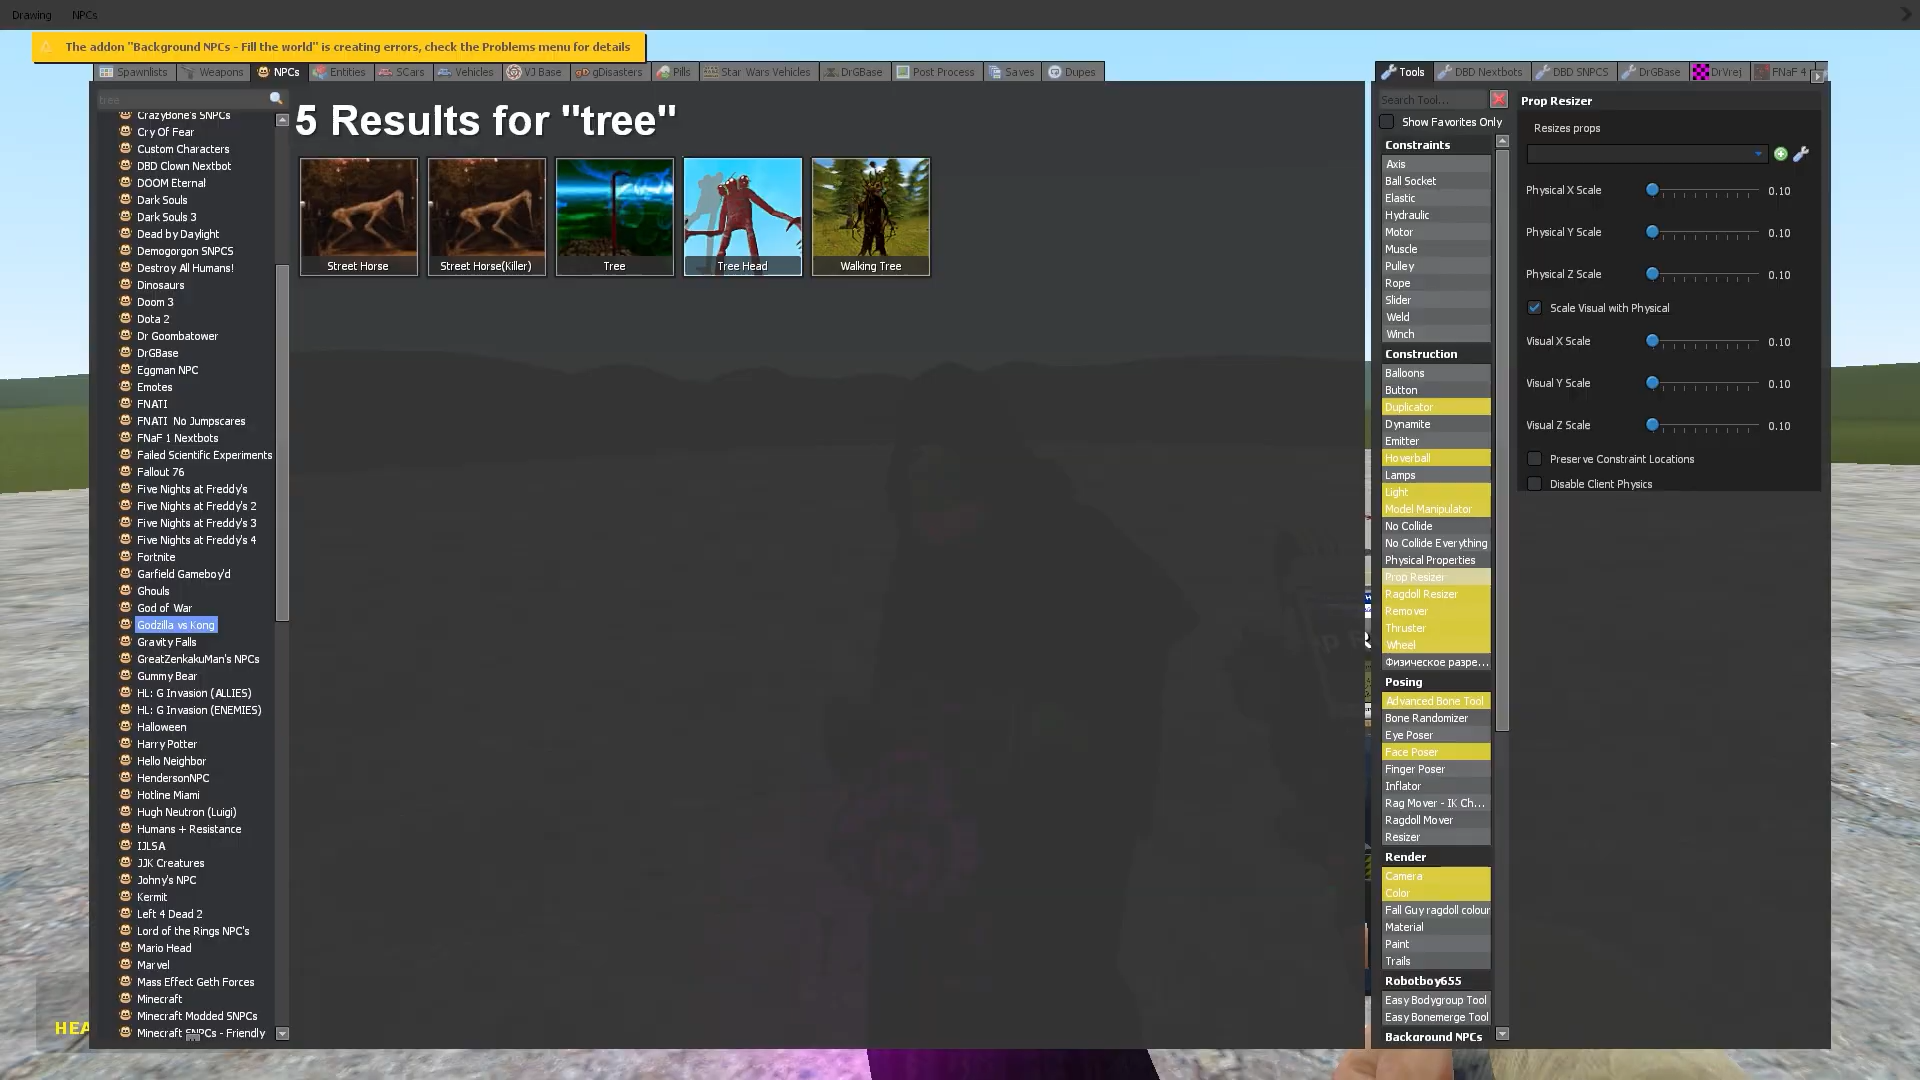 Drawing NPCs
The addon "Background NPCs - Fill the world" is creating errors, check the Problems menu for details
Spawnlists Weapons NPCs Entities SCars Vehicles VJ Base gDisasters Pills Star Wars Vehicles DrGBase Post Process Saves Dupes
tree
CrazyBone's SNPCs
Cry Of Fear
Custom Characters
DBD Clown Nextbot
DOOM Eternal
Dark Souls
Dark Souls 3
Dead by Daylight
Demogorgon SNPCS
Destroy All Humans!
Dinosaurs
Doom 3
Dota 2
Dr Goombatower
DrGBase
Eggman NPC
Emotes
FNATI
FNATI No Jumpscares
FNaF 1 Nextbots
Failed Scientific Experiments
Fallout 76
Five Nights at Freddy's
Five Nights at Freddy's 2
Five Nights at Freddy's 3
Five Nights at Freddy's 4
Fortnite
Garfield Gameboy'd
Ghouls
God of War
Godzilla vs Kong
Gravity Falls
GreatZenkakuMan's NPCs
Gummy Bear
HL: G Invasion (ALLIES)
HL: G Invasion (ENEMIES)
Halloween
Harry Potter
Hello Neighbor
HendersonNPC
Hotline Miami
Hugh Neutron (Luigi)
Humans + Resistance
IJLSA
JJK Creatures
Johny's NPC
Kermit
Left 4 Dead 2
Lord of the Rings NPC's
Mario Head
Marvel
Mass Effect Geth Forces
Minecraft
Minecraft Modded SNPCs
Minecraft SNPCs - Friendly
HEA
5 Results for "tree"
Street Horse
Street Horse(Killer)
Tree
Tree Head
Walking Tree
Tools DBD Nextbots DBD SNPCS DrGBase DrVrej FNaF 4
Search Tool...
Show Favorites Only
Constraints
Axis
Ball Socket
Elastic
Hydraulic
Motor
Muscle
Pulley
Rope
Slider
Weld
Winch
Construction
Balloons
Button
Duplicator
Dynamite
Emitter
Hoverball
Lamps
Light
Model Manipulator
No Collide
No Collide Everything
Physical Properties
Prop Resizer
Ragdoll Resizer
Remover
Thruster
Wheel
Физическое разре...
Posing
Advanced Bone Tool
Bone Randomizer
Eye Poser
Face Poser
Finger Poser
Inflator
Rag Mover - IK Ch...
Ragdoll Mover
Resizer
Render
Camera
Color
Fall Guy ragdoll colour
Material
Paint
Trails
Robotboy655
Easy Bodygroup Tool
Easy Bonemerge Tool
Background NPCs
Prop Resizer
Resizes props
Physical X Scale 0.10
Physical Y Scale 0.10
Physical Z Scale 0.10
Scale Visual with Physical
Visual X Scale 0.10
Visual Y Scale 0.10
Visual Z Scale 0.10
Preserve Constraint Locations
Disable Client Physics